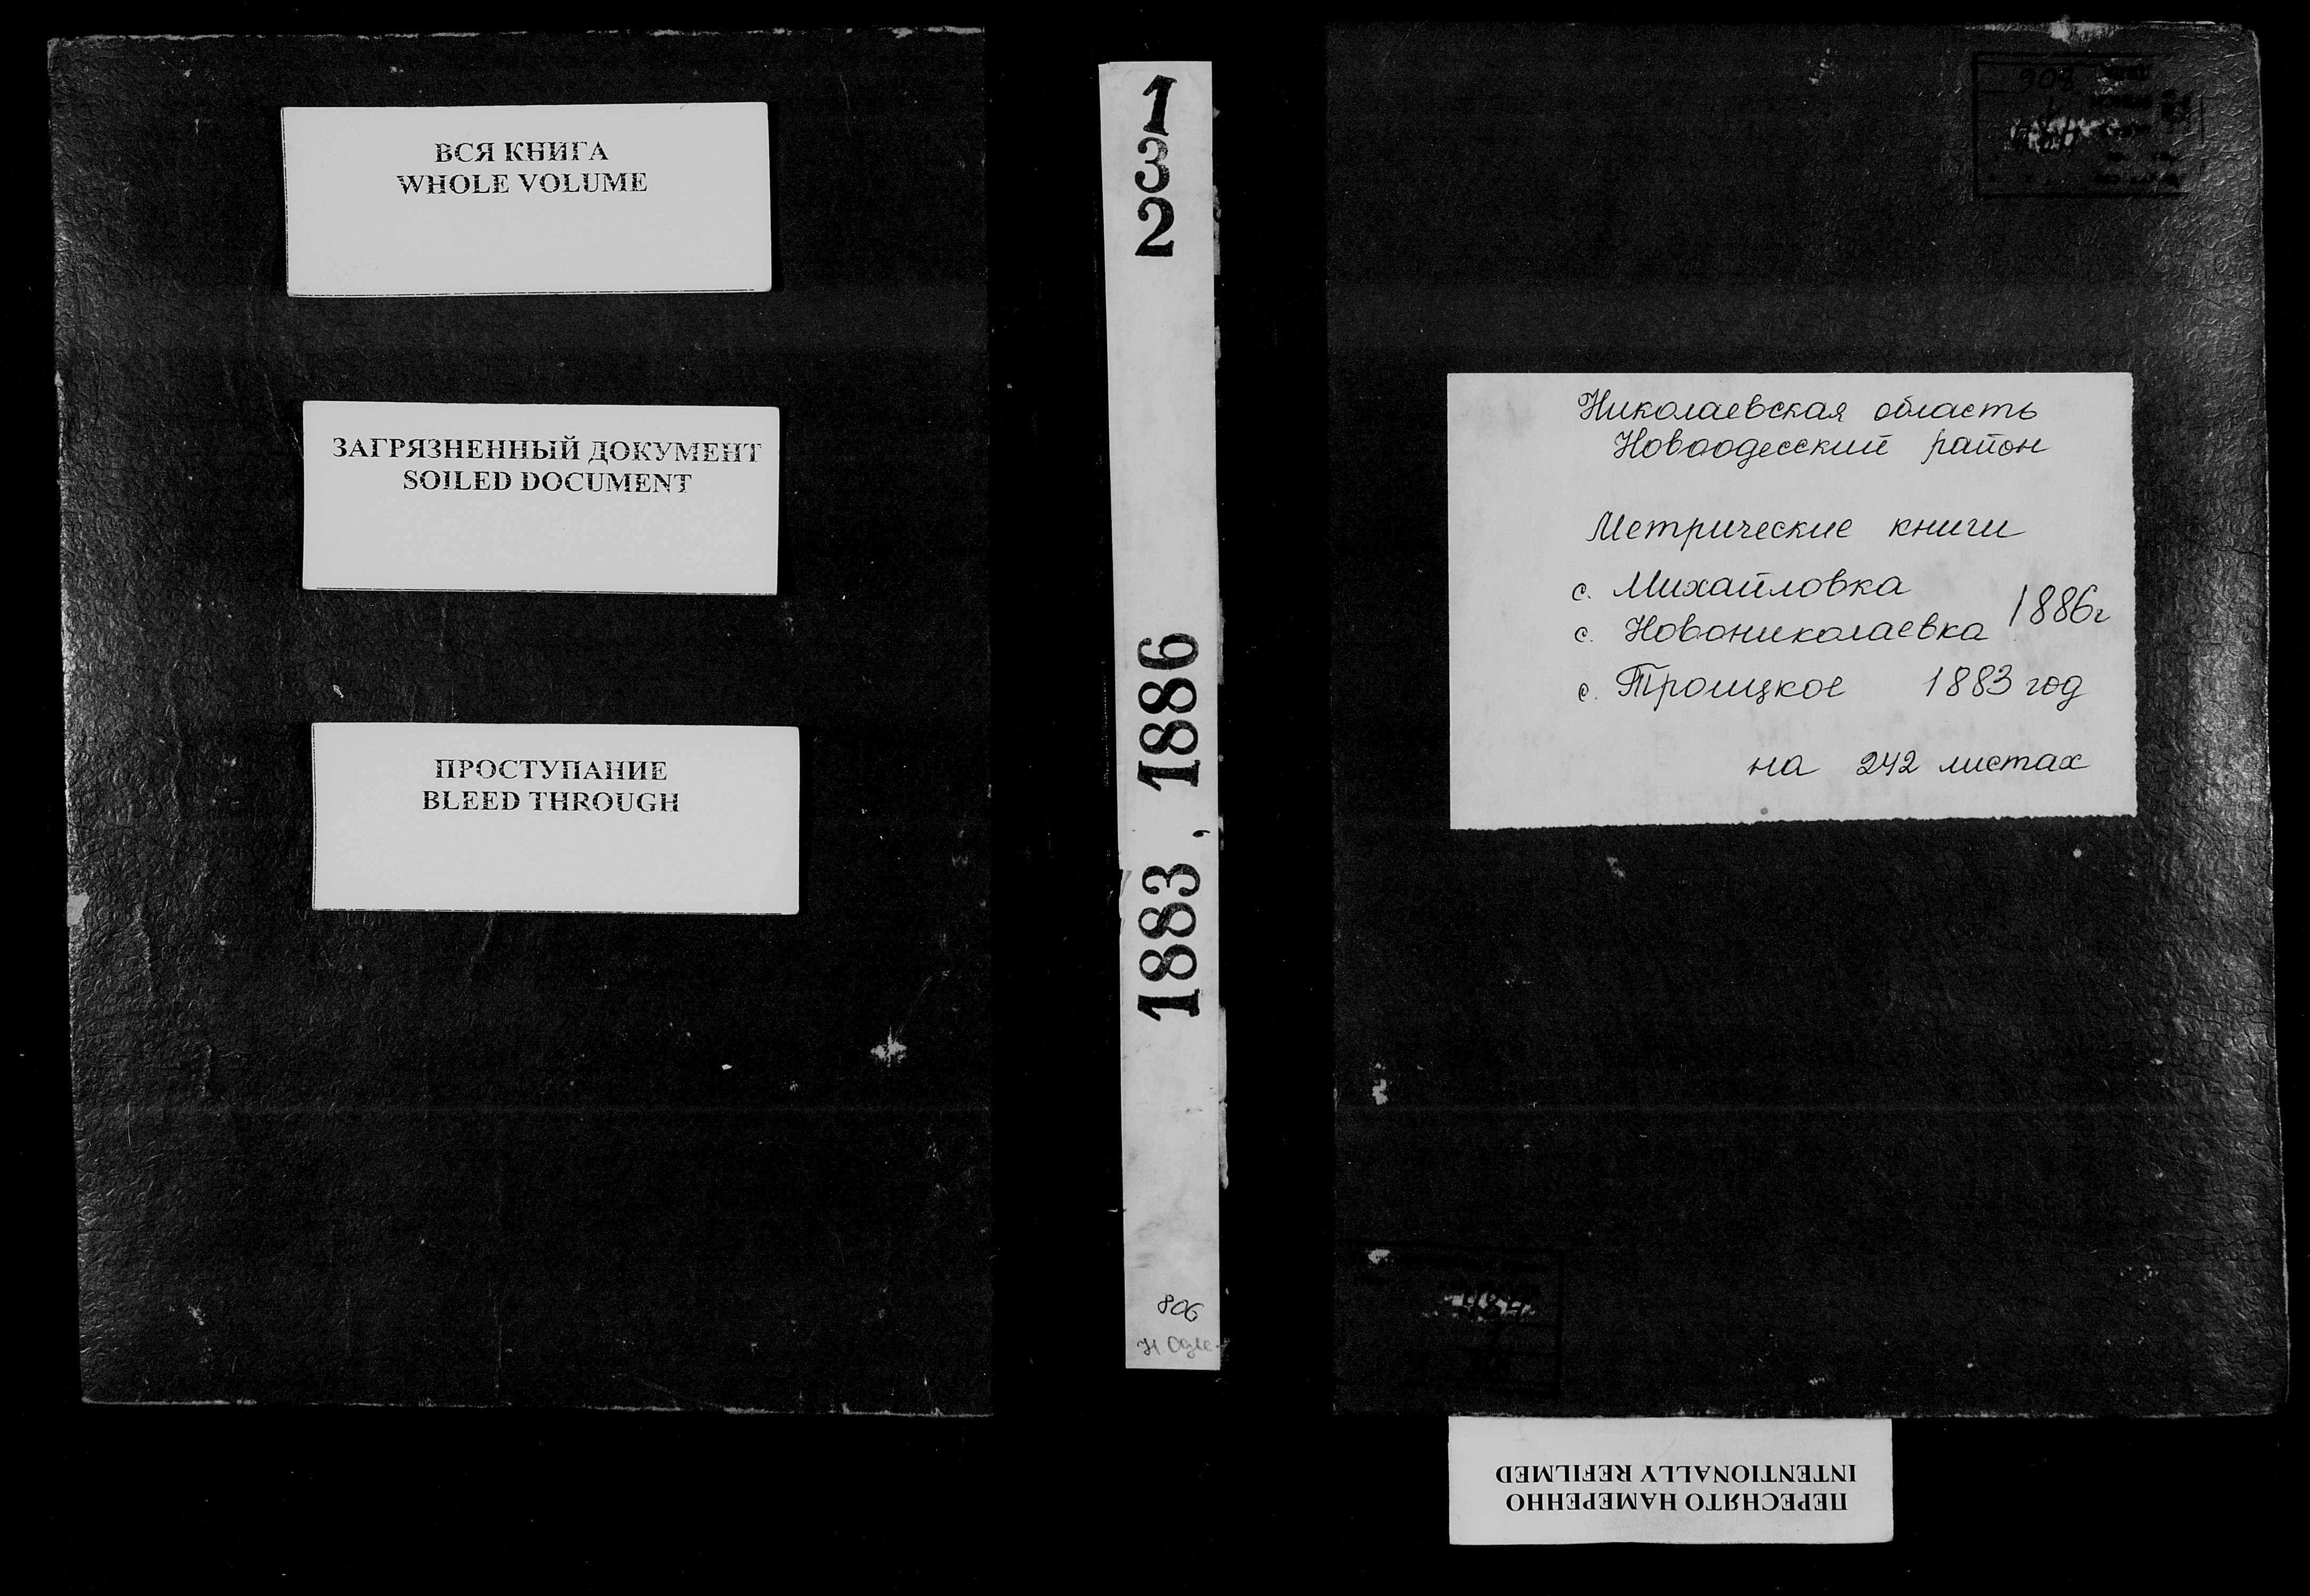 ВСЯ КНИГА
WHOLE VOLUME
ЗАГРЯЗНЕННЫЙ ДОКУМЕНТ
SOILED DOCUMENT
ПРОСТУПАНИЕ
BLEED THROUGH
1
3
2
1883, 1886
806
903
Николаевская область
Новоодесский район
Метрические книги
с. Михайловка
с. Новониколаевка 1886г
с. Троицкое 1883 год
на 242 листах
ПЕРЕСНЯТО НАМЕРЕННО
INTENTIONALLY REFILMED